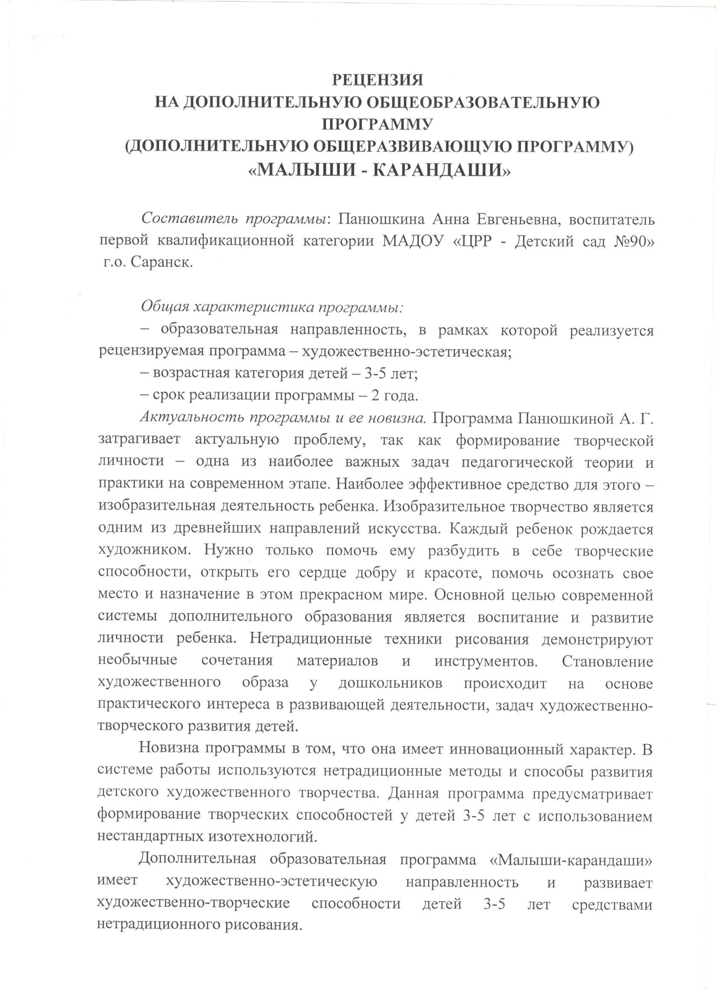 РЕЦЕНЗИЯ
НА ДОПОЛНИТЕЛЬНУЮ ОБЩЕОБРАЗОВАТЕЛЬНУЮ
ПРОГРАММУ
(ДОПОЛНИТЕЛЬНУЮ ОБЩЕРАЗВИВАЮЩУЮ ПРОГРАММУ)
«МАЛЫШИ - КАРАНДАШИ»
Составитель программы: Панюшкина Анна Евгеньевна, воспитатель
первой квалификационной категории МАДОУ «ЦРР - Детский сад №90»
г.о. Саранск.
Общая характеристика программы:
– образовательная направленность, в рамках которой реализуется
рецензируемая программа – художественно-эстетическая;
– возрастная категория детей – 3-5 лет;
– срок реализации программы – 2 года.
Актуальность программы и ее новизна. Программа Панюшкиной А. Г.
затрагивает актуальную проблему, так как формирование творческой
личности – одна из наиболее важных задач педагогической теории и
практики на современном этапе. Наиболее эффективное средство для этого –
изобразительная деятельность ребенка. Изобразительное творчество является
одним из древнейших направлений искусства. Каждый ребенок рождается
художником. Нужно только помочь ему разбудить в себе творческие
способности, открыть его сердце добру и красоте, помочь осознать свое
место и назначение в этом прекрасном мире. Основной целью современной
системы дополнительного образования является воспитание и развитие
личности ребенка. Нетрадиционные техники рисования демонстрируют
необычные сочетания материалов и инструментов. Становление
художественного образа у дошкольников происходит на основе
практического интереса в развивающей деятельности, задач художественно-
творческого развития детей.
Новизна программы в том, что она имеет инновационный характер. В
системе работы используются нетрадиционные методы и способы развития
детского художественного творчества. Данная программа предусматривает
формирование творческих способностей у детей 3-5 лет с использованием
нестандартных изотехнологий.
Дополнительная образовательная программа «Малыши-карандаши»
имеет художественно-эстетическую направленность и развивает
художественно-творческие способности детей 3-5 лет средствами
нетрадиционного рисования.